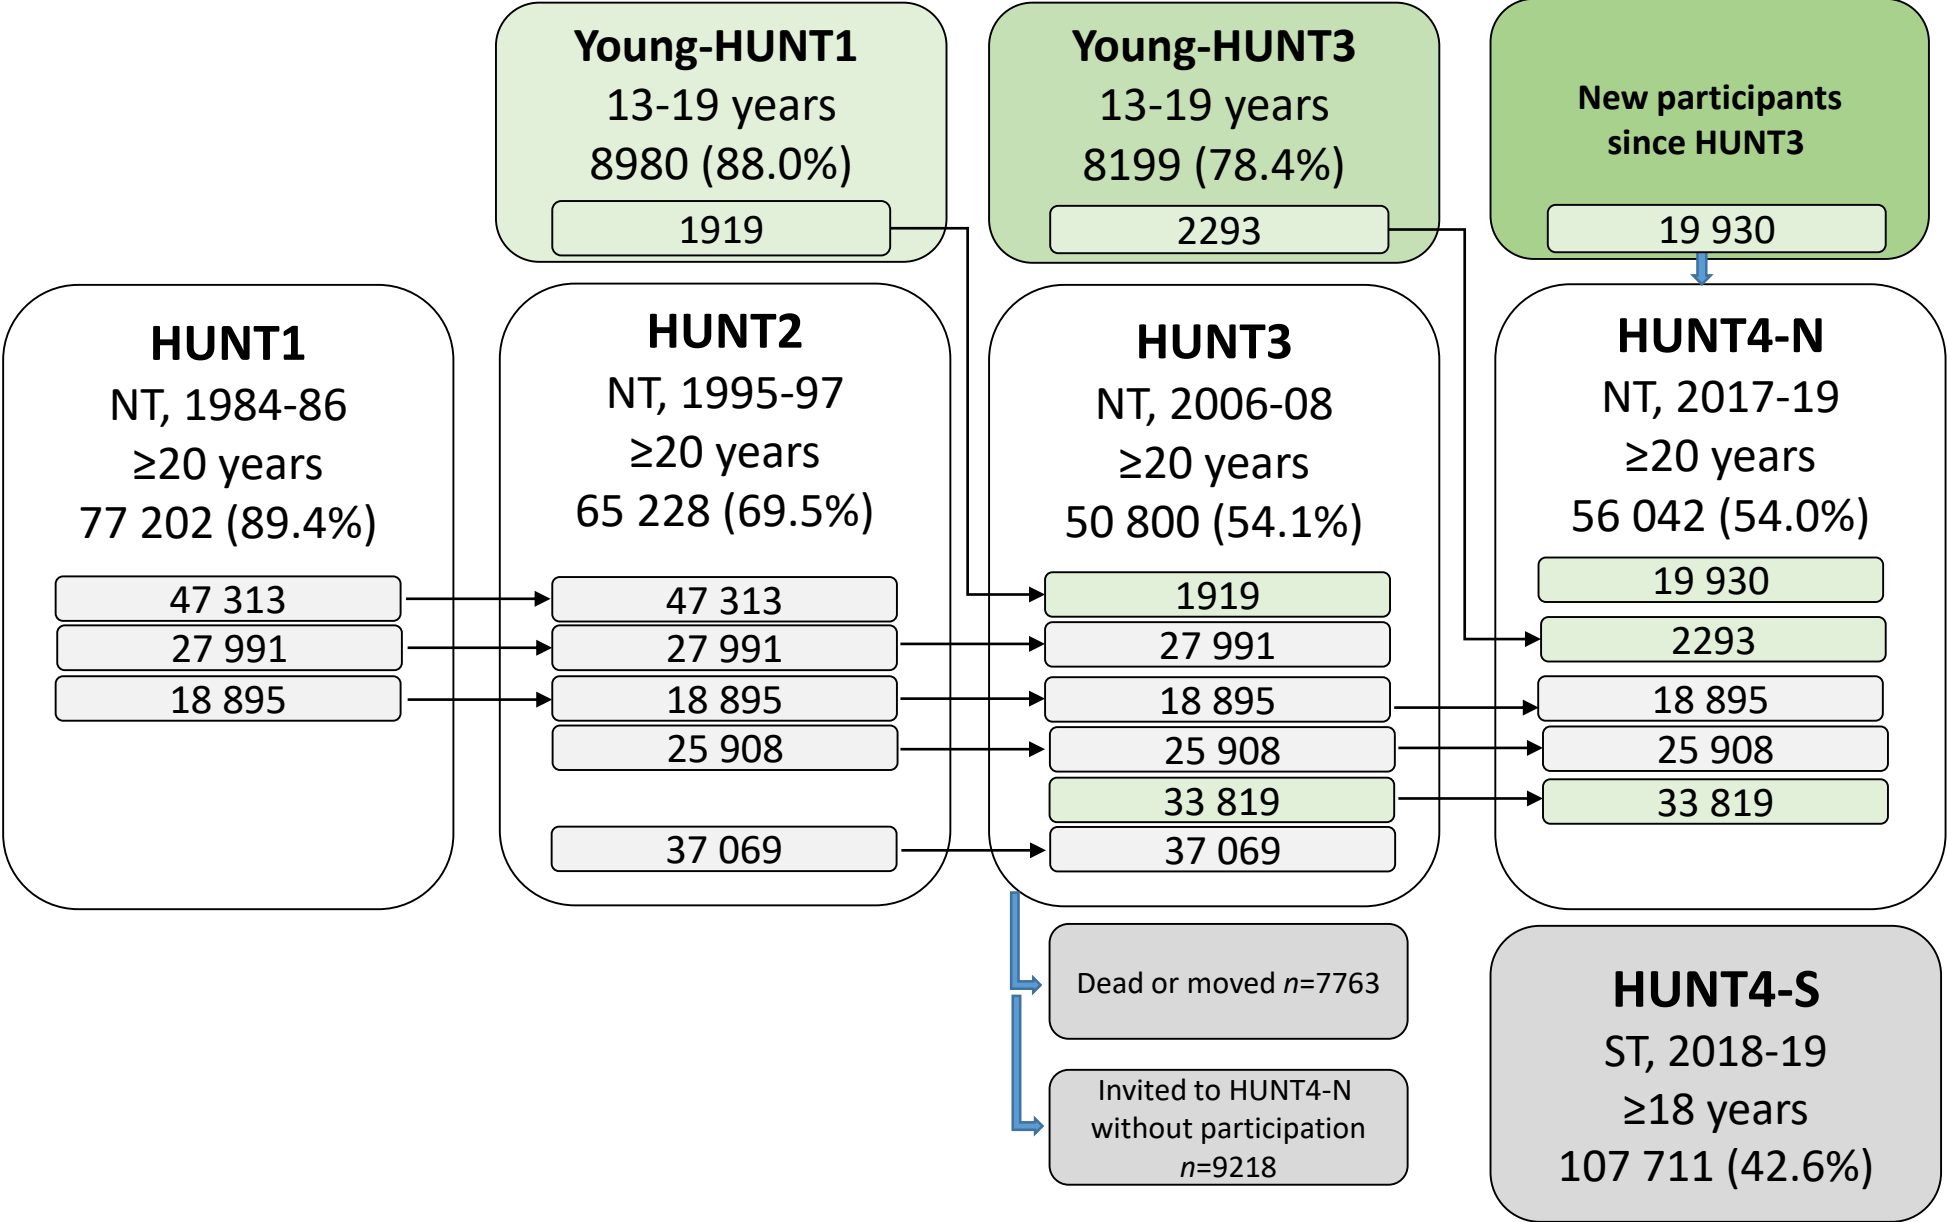 Young-HUNT1
13-19 years
8980 (88.0%)
1919
Young-HUNT3
13-19 years
8199 (78.4%)
2293
New participants
since HUNT3
19 930
HUNT1
NT, 1984-86
≥20 years
77 202 (89.4%)
47 313
27 991
18 895
HUNT2
NT, 1995-97
≥20 years
65 228 (69.5%)
47 313
27 991
18 895
25 908
37 069
HUNT3
NT, 2006-08
≥20 years
50 800 (54.1%)
1919
27 991
18 895
25 908
33 819
37 069
HUNT4-N
NT, 2017-19
≥20 years
56 042 (54.0%)
19 930
2293
18 895
25 908
33 819
Dead or moved n=7763
Invited to HUNT4-N
without participation
n=9218
HUNT4-S
ST, 2018-19
≥18 years
107 711 (42.6%)